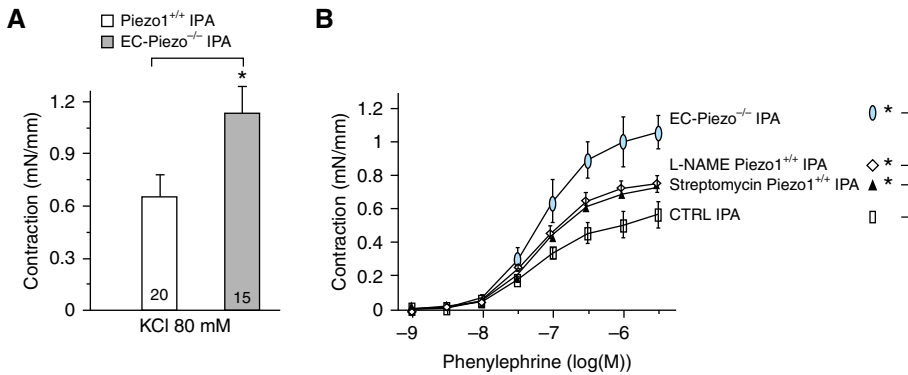 A
Piezo1+/+ IPA
EC-Piezo−/− IPA
*
Contraction (mN/mm)
1.2
0.9
0.6
0.3
0
20
15
KCl 80 mM
B
Contraction (mN/mm)
1.2
1
0.8
0.6
0.4
0.2
0
EC-Piezo−/− IPA
*
L-NAME Piezo1+/+ IPA
*
Streptomycin Piezo1+/+ IPA
*
CTRL IPA
−9
−8
−7
−6
Phenylephrine (log(M))